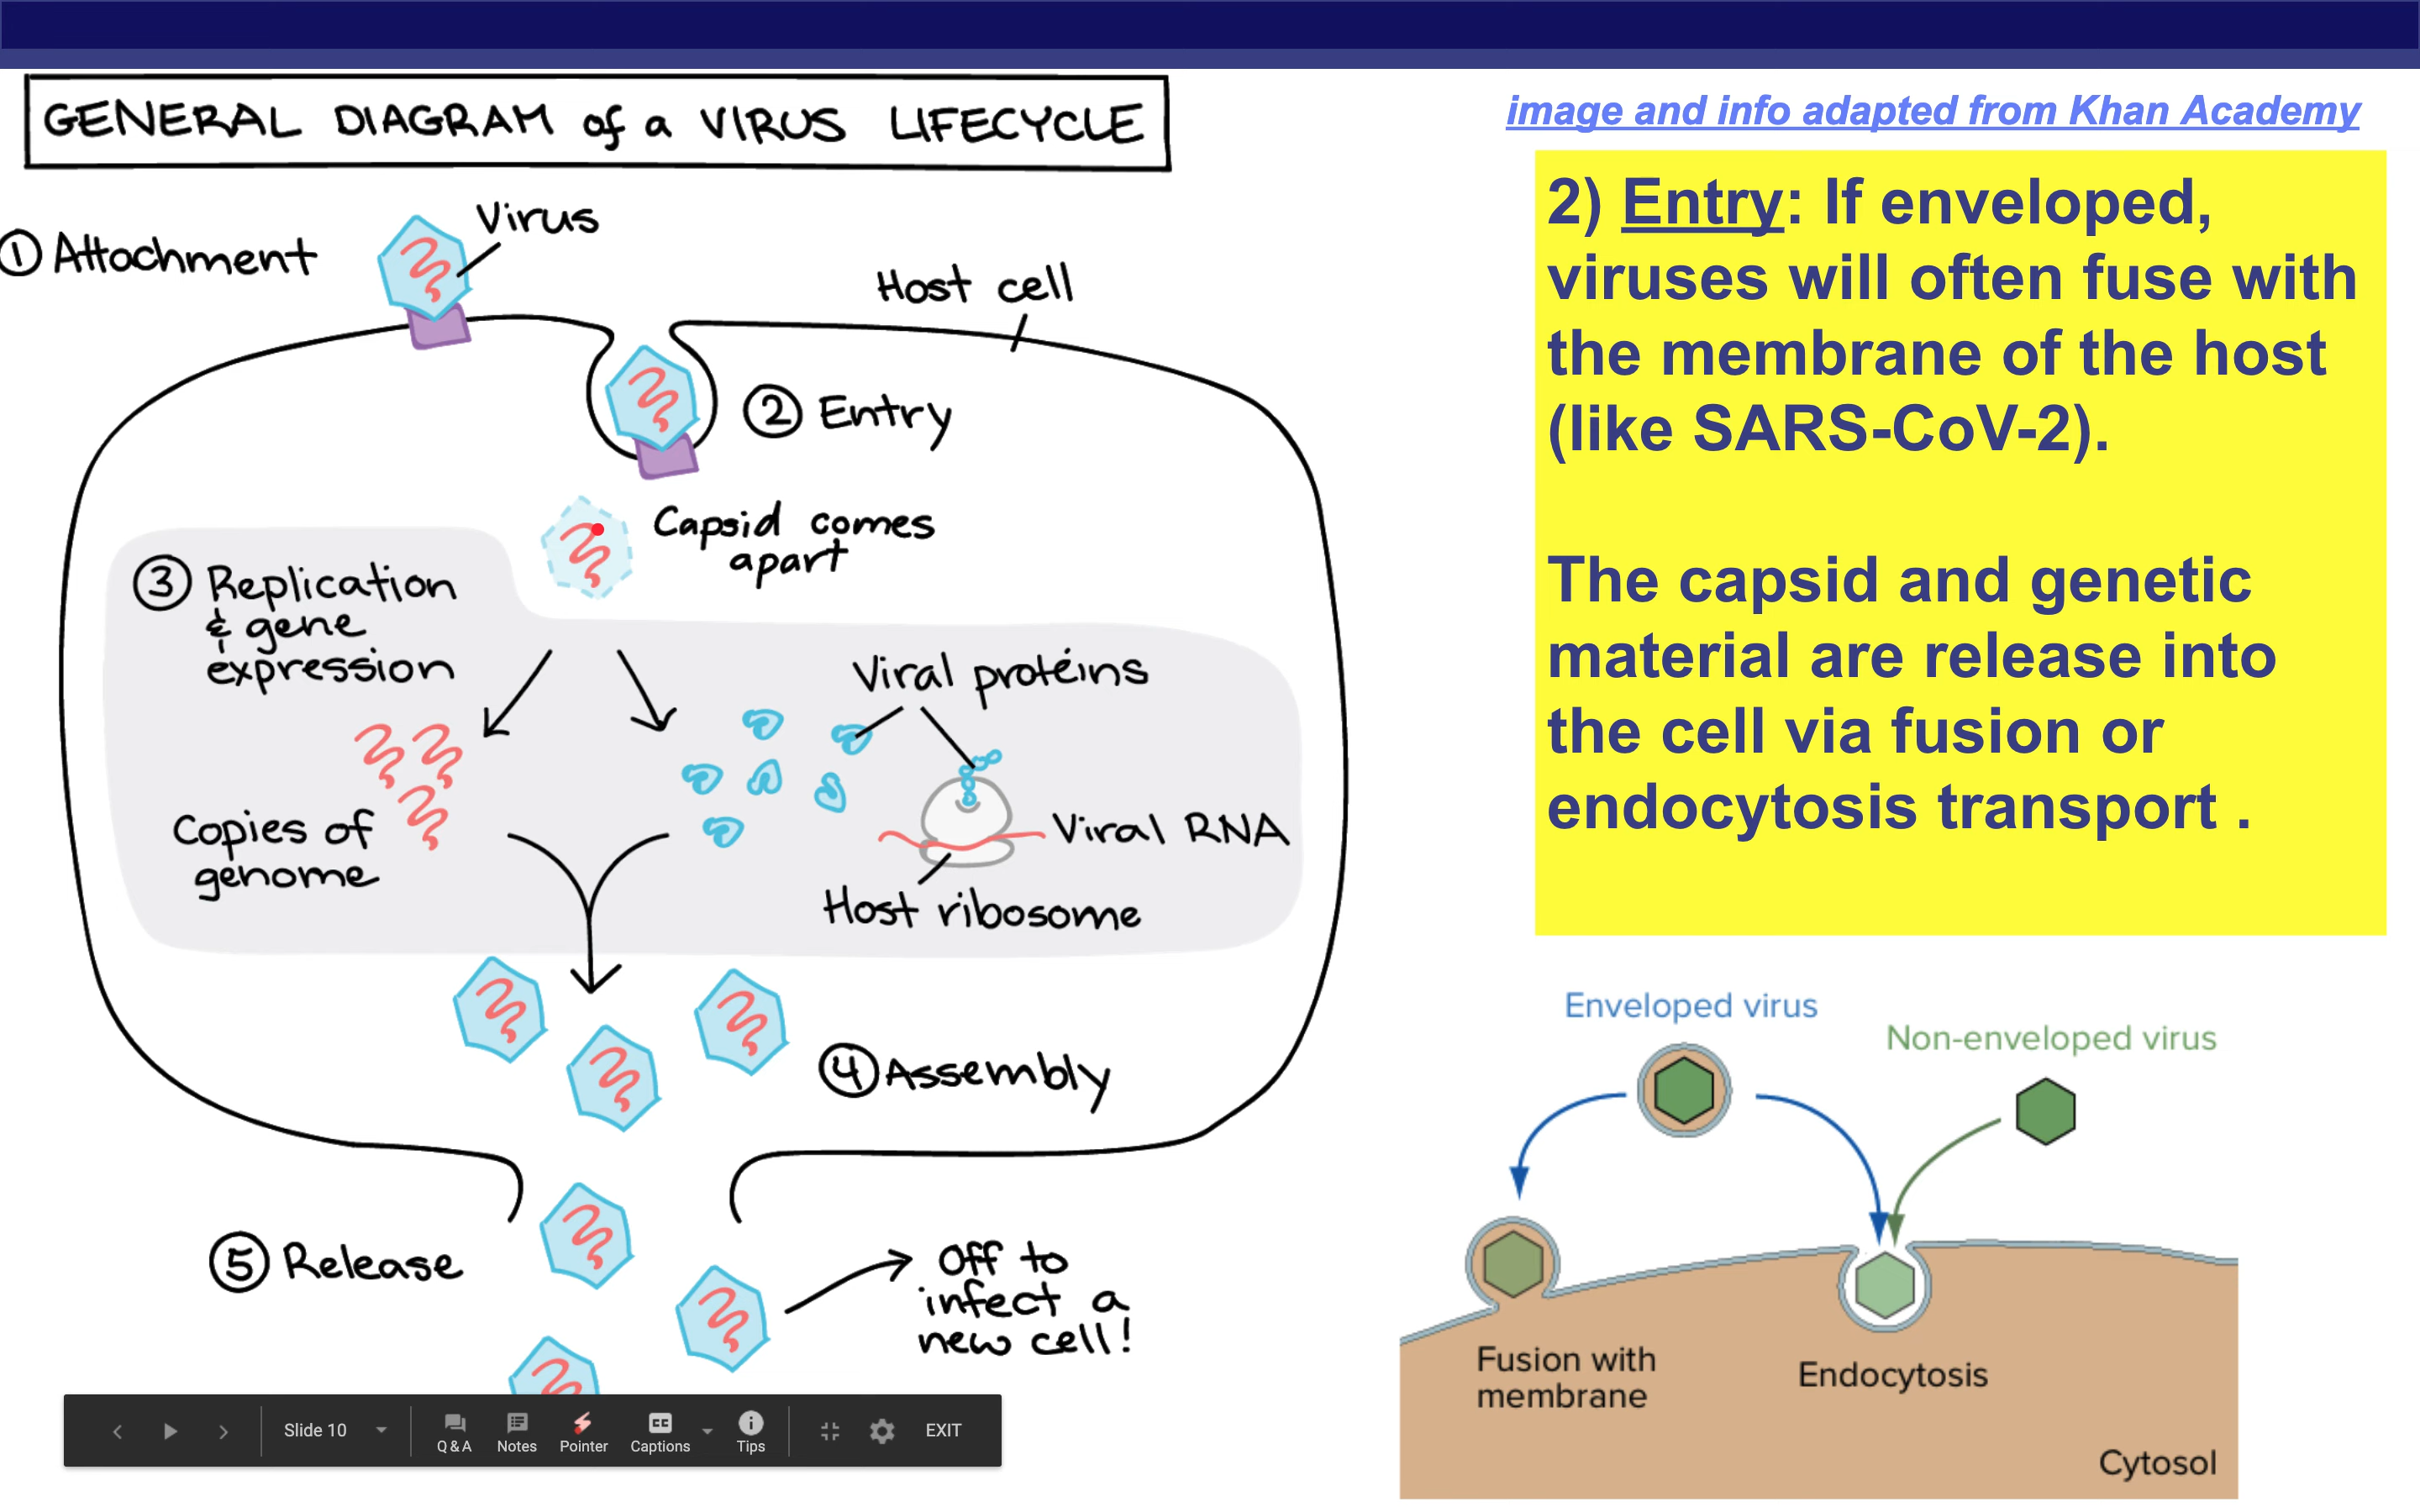 GENERAL DIAGRAM of a VIRUS LIFECYCLE
① Attachment
Virus
Host cell
② Entry
Capsid comes
apart
③ Replication
& gene
expression
Viral proteins
Copies of
genome
Viral RNA
Host ribosome
④ Assembly
⑤ Release
Off to
infect a
new cell!
image and info adapted from Khan Academy
2) Entry: If enveloped,
viruses will often fuse with
the membrane of the host
(like SARS-CoV-2).
The capsid and genetic
material are release into
the cell via fusion or
endocytosis transport .
Enveloped virus
Non-enveloped virus
Fusion with
membrane
Endocytosis
Cytosol
Slide 10
Q & A
Notes
Pointer
CC
Captions
Tips
EXIT